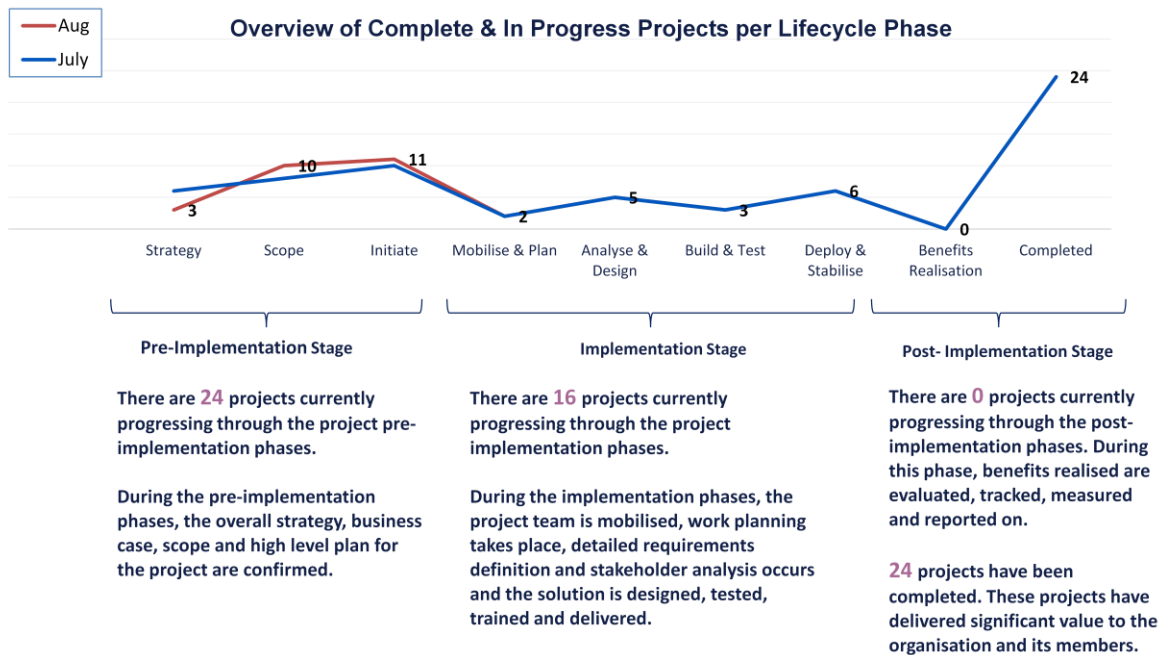 Aug
July
Overview of Complete & In Progress Projects per Lifecycle Phase
3
10
11
2
5
3
6
0
24
Strategy
Scope
Initiate
Mobilise & Plan
Analyse &
Design
Build & Test
Deploy &
Stabilise
Benefits
Realisation
Completed
Pre-Implementation Stage
There are 24 projects currently
progressing through the project pre-
implementation phases.
During the pre-implementation
phases, the overall strategy, business
case, scope and high level plan for
the project are confirmed.
Implementation Stage
There are 16 projects currently
progressing through the project
implementation phases.
During the implementation phases, the
project team is mobilised, work planning
takes place, detailed requirements
definition and stakeholder analysis occurs
and the solution is designed, tested,
trained and delivered.
Post- Implementation Stage
There are 0 projects currently
progressing through the post-
implementation phases. During
this phase, benefits realised are
evaluated, tracked, measured
and reported on.
24 projects have been
completed. These projects have
delivered significant value to the
organisation and its members.